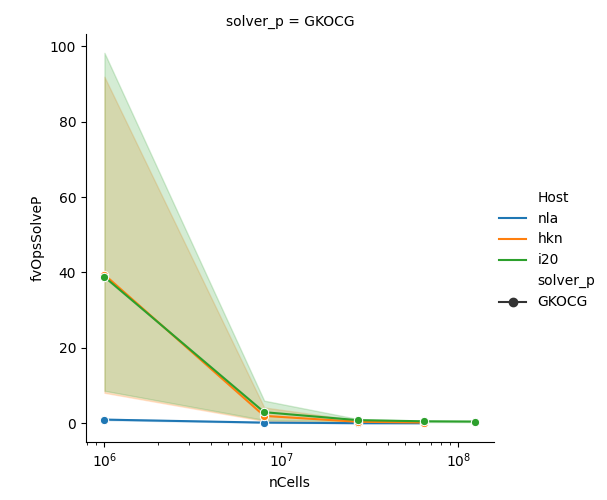 solver_p = GKOCG
100
80
60
40
20
0
fvOpsSolveP
10^6
10^7
10^8
nCells
Host
nla
hkn
i20
solver_p
GKOCG